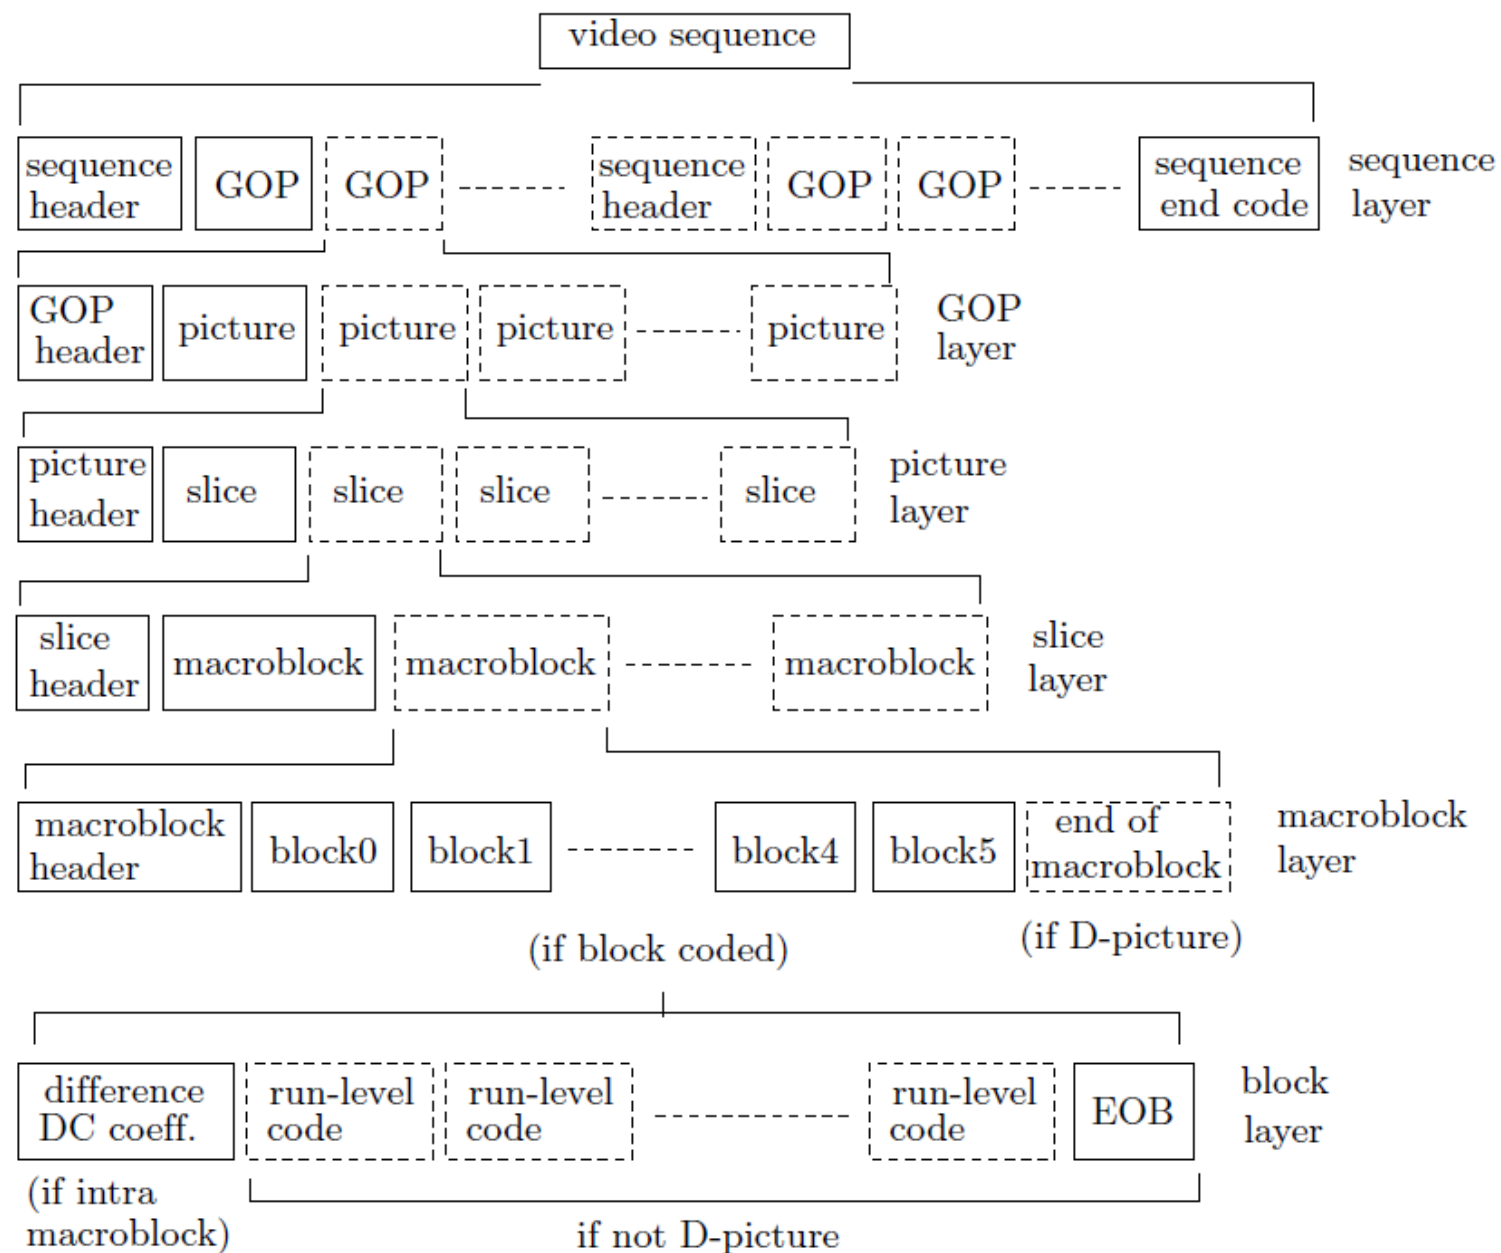 video sequence
sequence header GOP GOP sequence header GOP GOP sequence end code sequence layer
GOP header picture picture picture picture GOP layer
picture header slice slice slice slice picture layer
slice header macroblock macroblock macroblock slice layer
macroblock header block0 block1 block4 block5 end of macroblock macroblock layer
(if block coded) (if D-picture)
difference DC coeff. run-level code run-level code run-level code EOB block layer
(if intra macroblock) if not D-picture